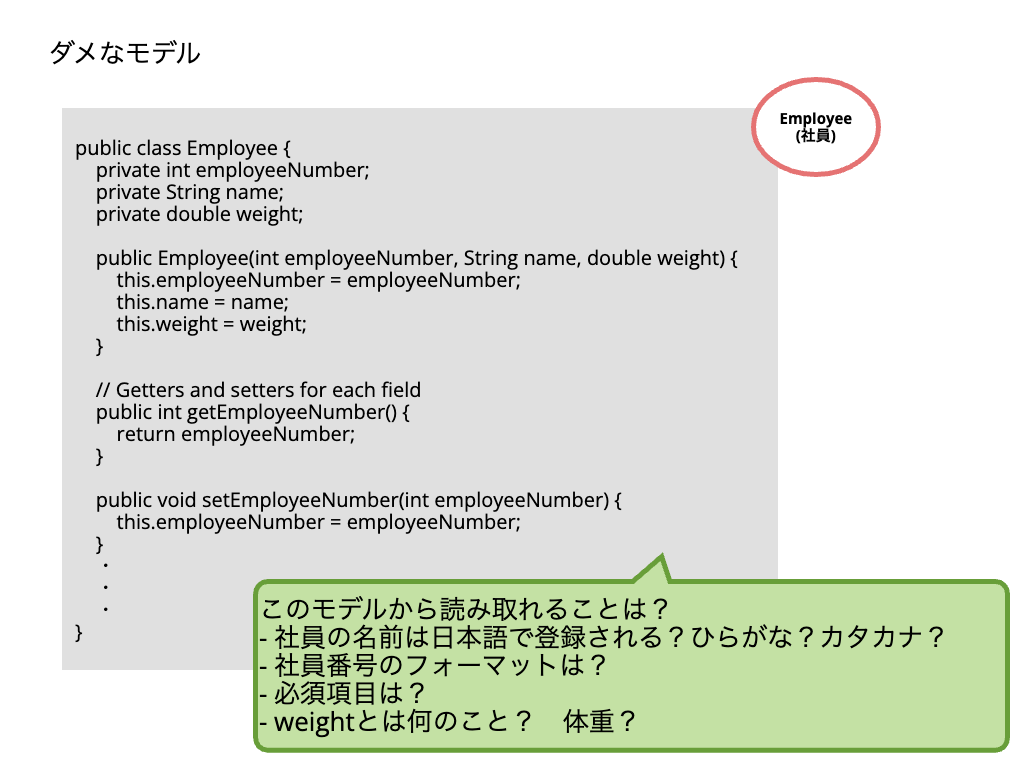 ダメなモデル
Employee
(社員)
public class Employee {
private int employeeNumber;
private String name;
private double weight;
public Employee(int employeeNumber, String name, double weight) {
this.employeeNumber = employeeNumber;
this.name = name;
this.weight = weight;
}
// Getters and setters for each field
public int getEmployeeNumber() {
return employeeNumber;
}
public void setEmployeeNumber(int employeeNumber) {
this.employeeNumber = employeeNumber;
}
・
・
・
}
このモデルから読み取れることは？
- 社員の名前は日本語で登録される？ひらがな？カタカナ？
- 社員番号のフォーマットは？
- 必須項目は？
- weightとは何のこと？　体重？